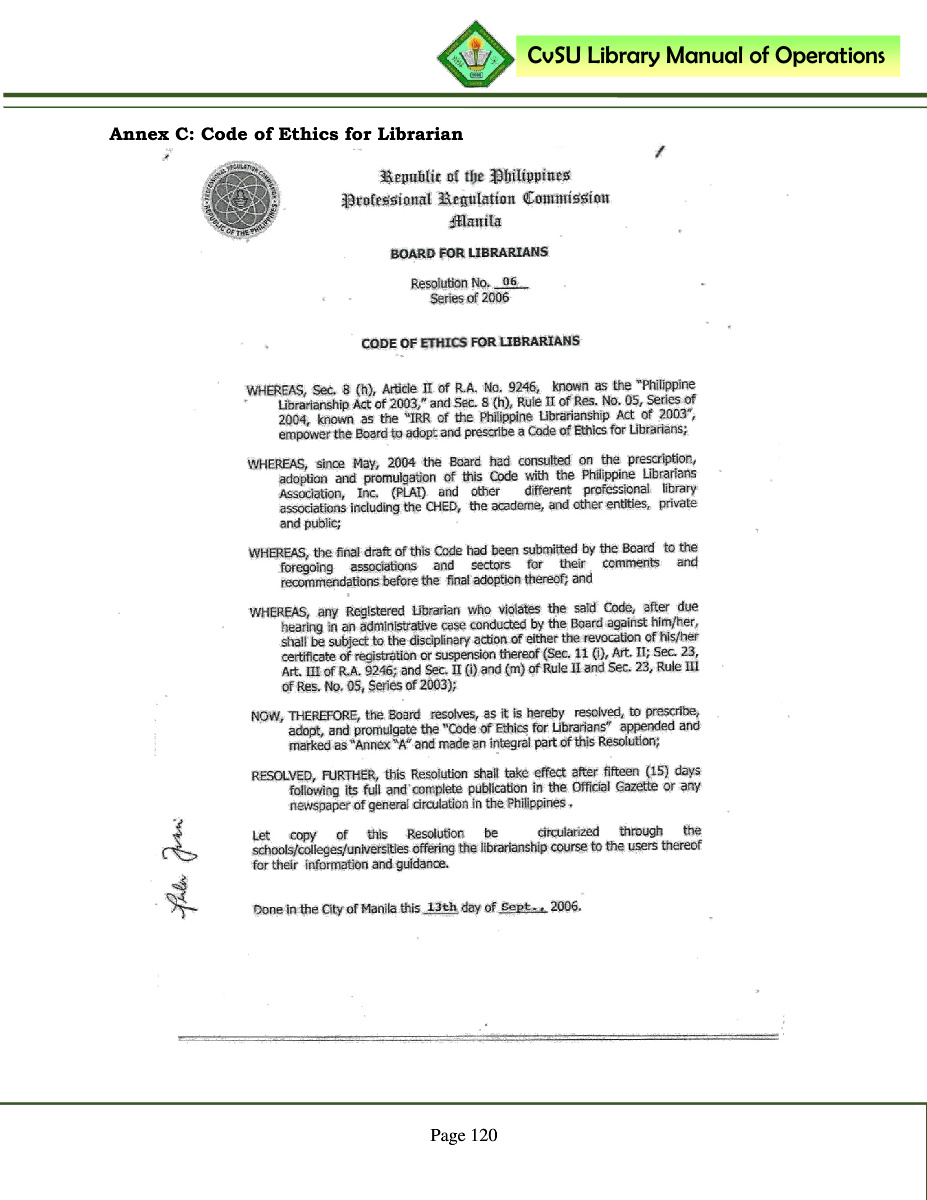 CvSU Library Manual of Operations
Annex C: Code of Ethics for Librarian
PROFESSIONAL REGULATION COMMISSION
REPUBLIC OF THE PHILIPPINES
Republic of the Philippines
Professional Regulation Commission
Manila
BOARD FOR LIBRARIANS
Resolution No. 06
Series of 2006
CODE OF ETHICS FOR LIBRARIANS
WHEREAS, Sec. 8 (h), Article II of R.A. No. 9246, known as the "Philippine
Librarianship Act of 2003," and Sec. 8 (h), Rule II of Res. No. 05, Series of
2004, known as the "IRR of the Philippine Librarianship Act of 2003",
empower the Board to adopt and prescribe a Code of Ethics for Librarians;
WHEREAS, since May, 2004 the Board had consulted on the prescription,
adoption and promulgation of this Code with the Philippine Librarians
Association, Inc. (PLAI) and other different professional library
associations including the CHED, the academe, and other entities, private
and public;
WHEREAS, the final draft of this Code had been submitted by the Board to the
foregoing associations and sectors for their comments and
recommendations before the final adoption thereof; and
WHEREAS, any Registered Librarian who violates the said Code, after due
hearing in an administrative case conducted by the Board against him/her,
shall be subject to the disciplinary action of either the revocation of his/her
certificate of registration or suspension thereof (Sec. 11 (i), Art. II; Sec. 23,
Art. III of R.A. 9246; and Sec. II (i) and (m) of Rule II and Sec. 23, Rule III
of Res. No. 05, Series of 2003);
NOW, THEREFORE, the Board resolves, as it is hereby resolved, to prescribe,
adopt, and promulgate the "Code of Ethics for Librarians" appended and
marked as "Annex "A" and made an integral part of this Resolution;
RESOLVED, FURTHER, this Resolution shall take effect after fifteen (15) days
following its full and complete publication in the Official Gazette or any
newspaper of general circulation in the Philippines.
Let copy of this Resolution be circularized through the
schools/colleges/universities offering the librarianship course to the users thereof
for their information and guidance.
Done in the City of Manila this 13th day of Sept., 2006.
Page 120